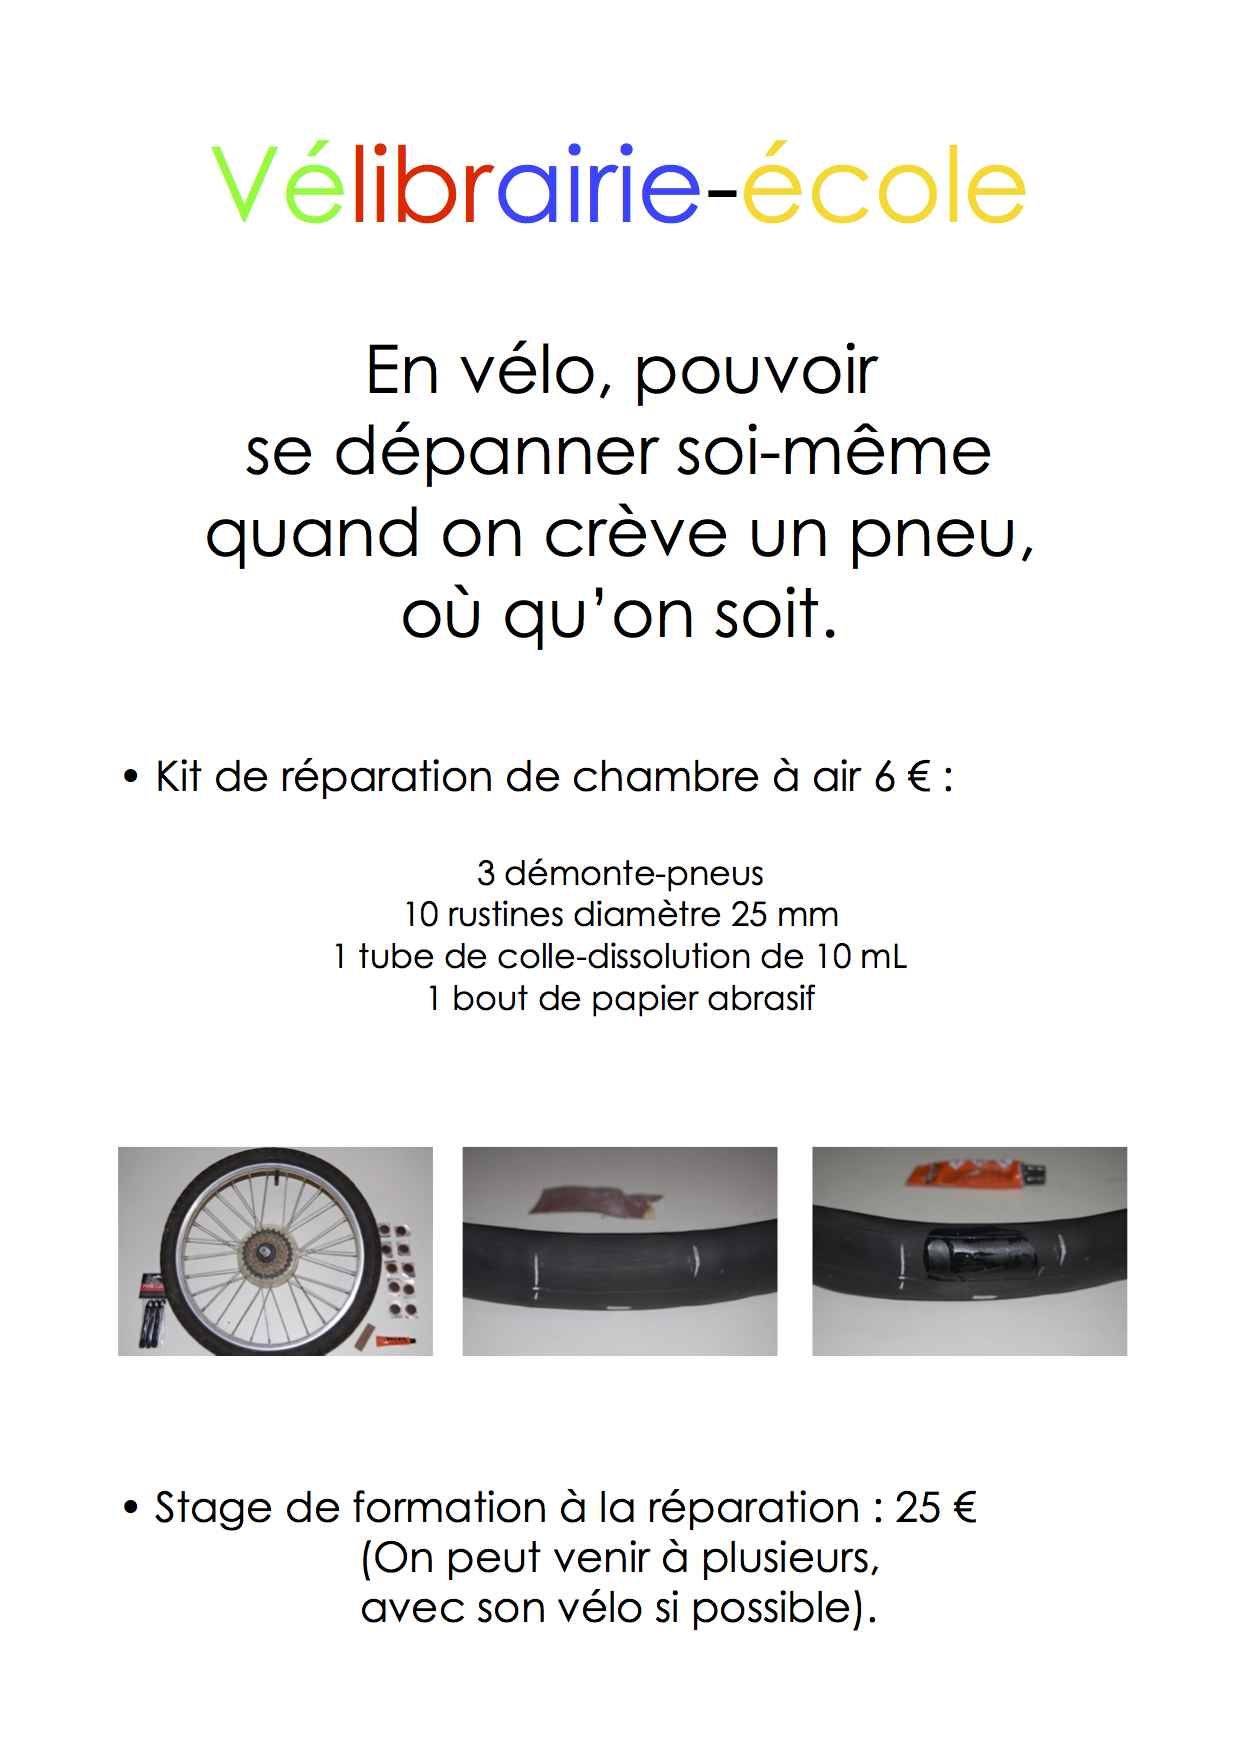 Vélibrairie-école
En vélo, pouvoir
se dépanner soi-même
quand on crève un pneu,
où qu’on soit.
• Kit de réparation de chambre à air 6 € :
3 démonte-pneus
10 rustines diamètre 25 mm
1 tube de colle-dissolution de 10 mL
1 bout de papier abrasif
• Stage de formation à la réparation : 25 €
(On peut venir à plusieurs,
avec son vélo si possible).